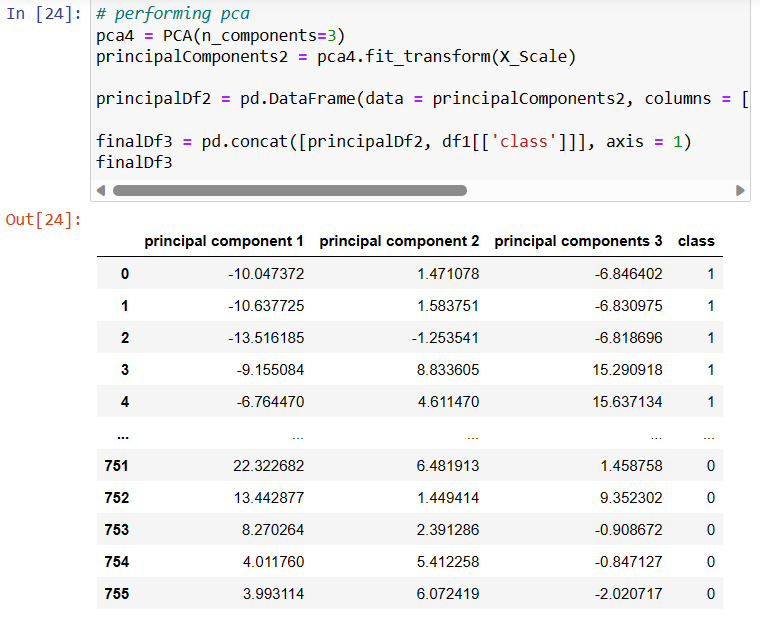 In [24]: # performing pca
pca4 = PCA(n_components=3)
principalComponents2 = pca4.fit_transform(X_Scale)
principalDf2 = pd.DataFrame(data = principalComponents2, columns = [
finalDf3 = pd.concat([principalDf2, df1[['class']]], axis = 1)
finalDf3
Out[24]:
principal component 1 principal component 2 principal components 3 class
0 -10.047372 1.471078 -6.846402 1
1 -10.637725 1.583751 -6.830975 1
2 -13.516185 -1.253541 -6.818696 1
3 -9.155084 8.833605 15.290918 1
4 -6.764470 4.611470 15.637134 1
... ... ... ... ...
751 22.322682 6.481913 1.458758 0
752 13.442877 1.449414 9.352302 0
753 8.270264 2.391286 -0.908672 0
754 4.011760 5.412258 -0.847127 0
755 3.993114 6.072419 -2.020717 0